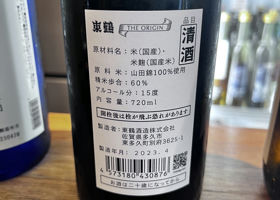 東鶴 THE ORIGIN
品目
清酒
原材料:米(国産)・
米麹(国産米)
原料米:山田錦100%使用
精米歩合:60%
アルコール分:15度
内容量:720ml
開栓後は栓が飛ぶ恐れがあります。
製造者:東鶴酒造株式会社
佐賀県多久市
東多久町別府3625-1
製造年月 2023.4
4573180430876
お酒は二十歳になってから